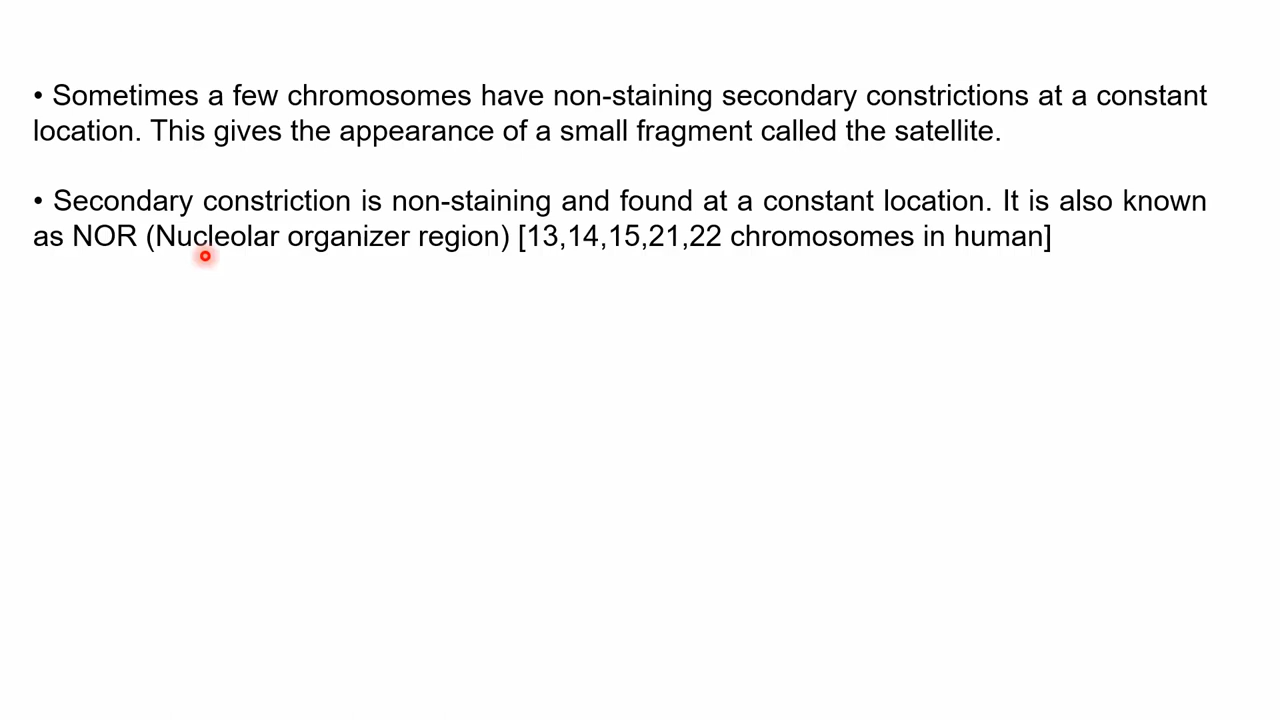 • Sometimes a few chromosomes have non-staining secondary constrictions at a constant
location. This gives the appearance of a small fragment called the satellite.
• Secondary constriction is non-staining and found at a constant location. It is also known
as NOR (Nucleolar organizer region) [13,14,15,21,22 chromosomes in human]